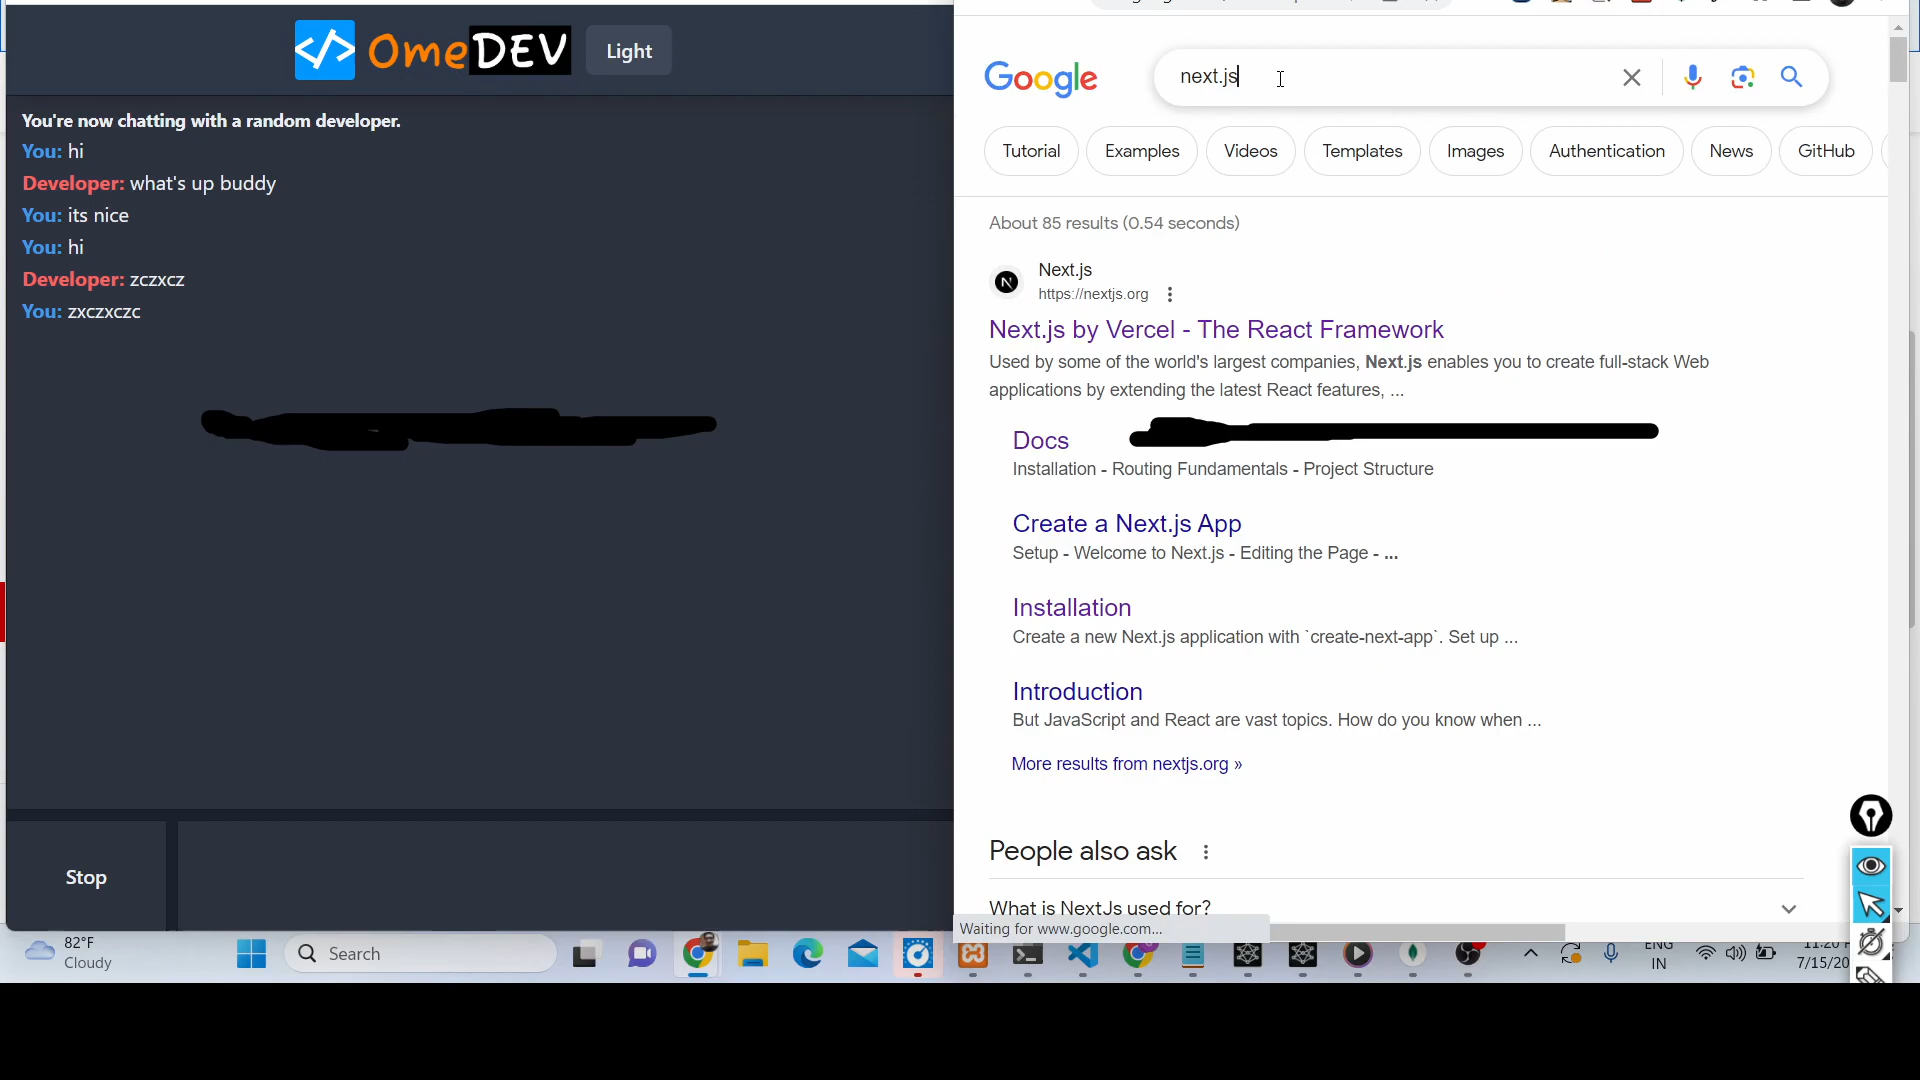 </> OmeDEV
Light
You're now chatting with a random developer.
You: hi
Developer: what's up buddy
You: its nice
You: hi
Developer: zczxcz
You: zxczxczc
Stop
Google
next.js
Tutorial
Examples
Videos
Templates
Images
Authentication
News
GitHub
About 85 results (0.54 seconds)
N
Next.js
https://nextjs.org
Next.js by Vercel - The React Framework
Used by some of the world's largest companies, Next.js enables you to create full-stack Web
applications by extending the latest React features, ...
Docs
Installation - Routing Fundamentals - Project Structure
Create a Next.js App
Setup - Welcome to Next.js - Editing the Page - ...
Installation
Create a new Next.js application with `create-next-app`. Set up ...
Introduction
But JavaScript and React are vast topics. How do you know when ...
More results from nextjs.org »
People also ask
What is NextJs used for?
Waiting for www.google.com...
82°F
Cloudy
Search
ENG
IN
11:20
7/15/20